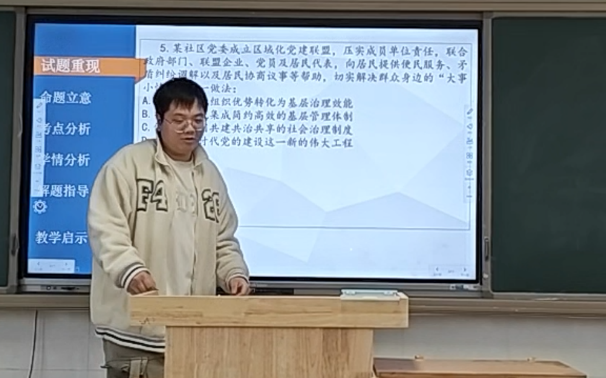 试题重现
命题立意
考点分析
学情分析
解题指导
教学启示
5. 某社区党委成立区域化党建联盟，压实成员单位责任，联合
政府部门、联盟企业、党员及居民代表，向居民提供便民服务、矛
盾纠纷调解以及居民协商议事等帮助，切实解决群众身边的“大事
小 一做法：
A. 组织优势转化为基层治理效能
B. 集成简约高效的基层管理体制
C. 共建共治共享的社会治理制度
时代党的建设这一新的伟大工程
F4